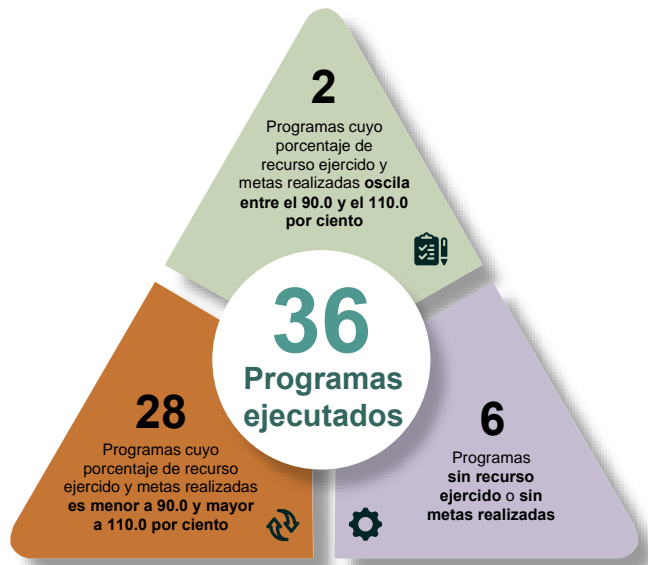 2
Programas cuyo
porcentaje de
recurso ejercido y
metas realizadas oscila
entre el 90.0 y el 110.0
por ciento
36
Programas
ejecutados
28
Programas cuyo
porcentaje de recurso
ejercido y metas realizadas
es menor a 90.0 y mayor
a 110.0 por ciento
6
Programas
sin recurso
ejercido o sin
metas realizadas